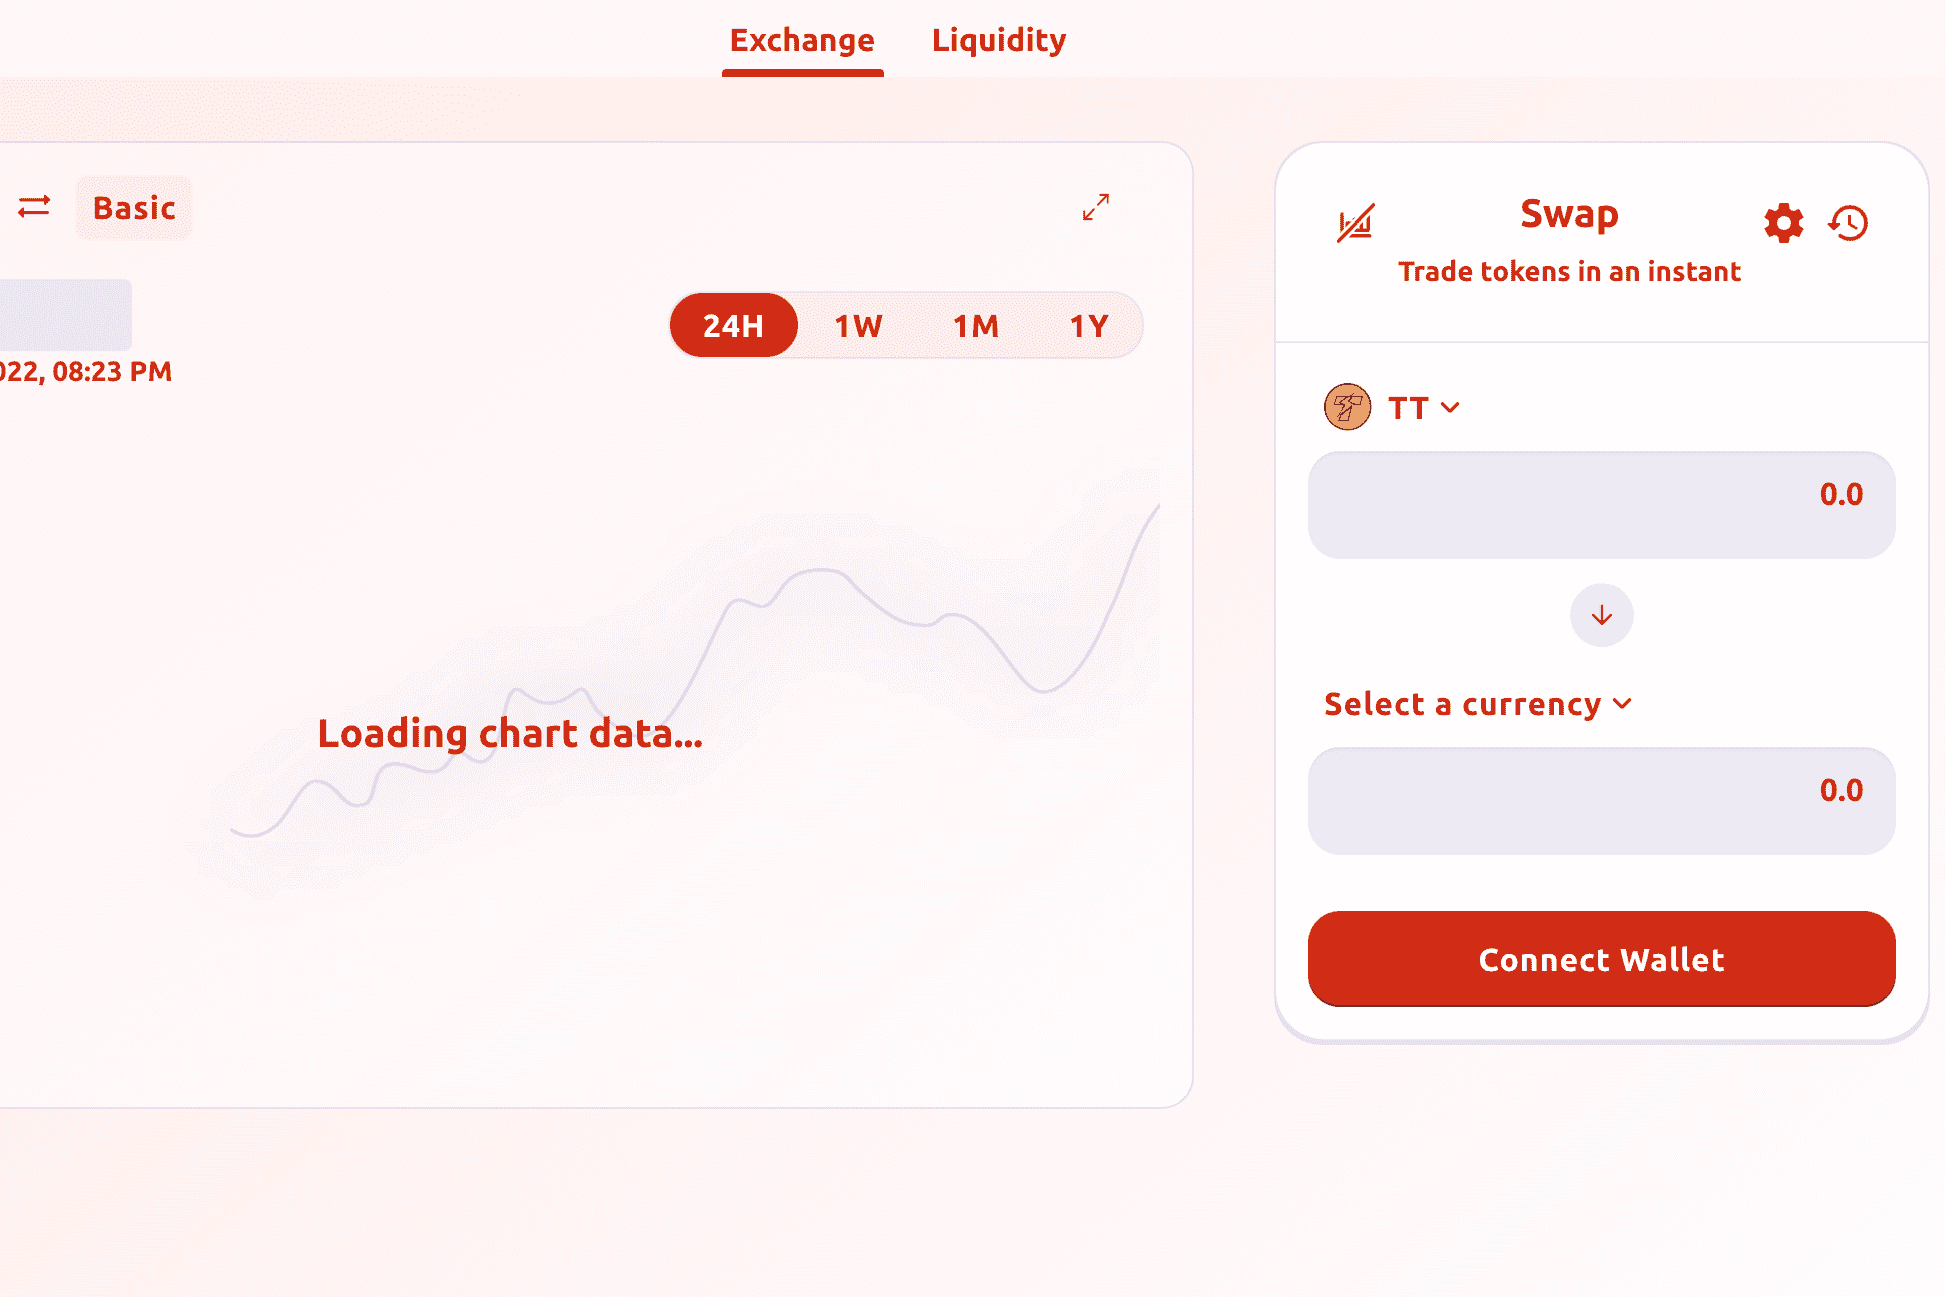 Exchange Liquidity
Basic
022, 08:23 PM
24H 1W 1M 1Y
Loading chart data...
Swap
Trade tokens in an instant
TT
0.0
Select a currency
0.0
Connect Wallet